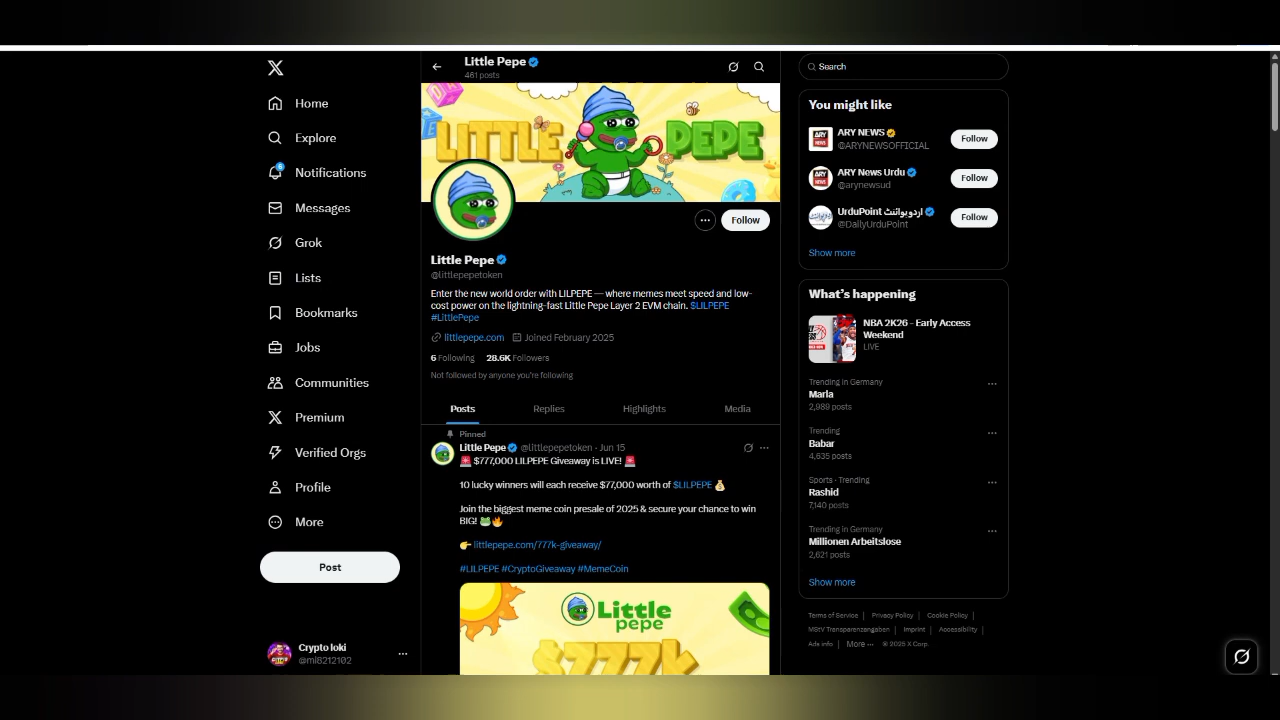 Home
Explore
6
Notifications
Messages
Grok
Lists
Bookmarks
Jobs
Communities
Premium
Verified Orgs
Profile
More
Post
Crypto loki
@ml6212102
Little Pepe
461 posts
LITTLE PEPE
Follow
Little Pepe
@littlepepetoken
Enter the new world order with LILPEPE — where memes meet speed and low-
cost power on the lightning-fast Little Pepe Layer 2 EVM chain. $LILPEPE
#LittlePepe
littlepepe.com Joined February 2025
6 Following 28.6K Followers
Not followed by anyone you're following
Posts Replies Highlights Media
Pinned
Little Pepe @littlepepetoken · Jun 15
🚨 $777,000 LILPEPE Giveaway is LIVE! 🚨
10 lucky winners will each receive $77,000 worth of $LILPEPE 💰
Join the biggest meme coin presale of 2025 & secure your chance to win
BIG! 🐸🔥
👉 littlepepe.com/777k-giveaway/
#LILPEPE #CryptoGiveaway #MemeCoin
Little
pepe
$777k
Search
You might like
ARY NEWS
@ARYNEWSOFFICIAL
Follow
ARY News Urdu
@arynewsud
Follow
UrduPoint اردوپوائنٹ
@DailyUrduPoint
Follow
Show more
What's happening
NBA 2K26 - Early Access
Weekend
LIVE
Trending in Germany
Marla
2,989 posts
Trending
Babar
4,635 posts
Sports · Trending
Rashid
7,140 posts
Trending in Germany
Millionen Arbeitslose
2,621 posts
Show more
Terms of Service | Privacy Policy | Cookie Policy |
MStV Transparenzangaben | Imprint | Accessibility |
Ads info | More ··· © 2025 X Corp.